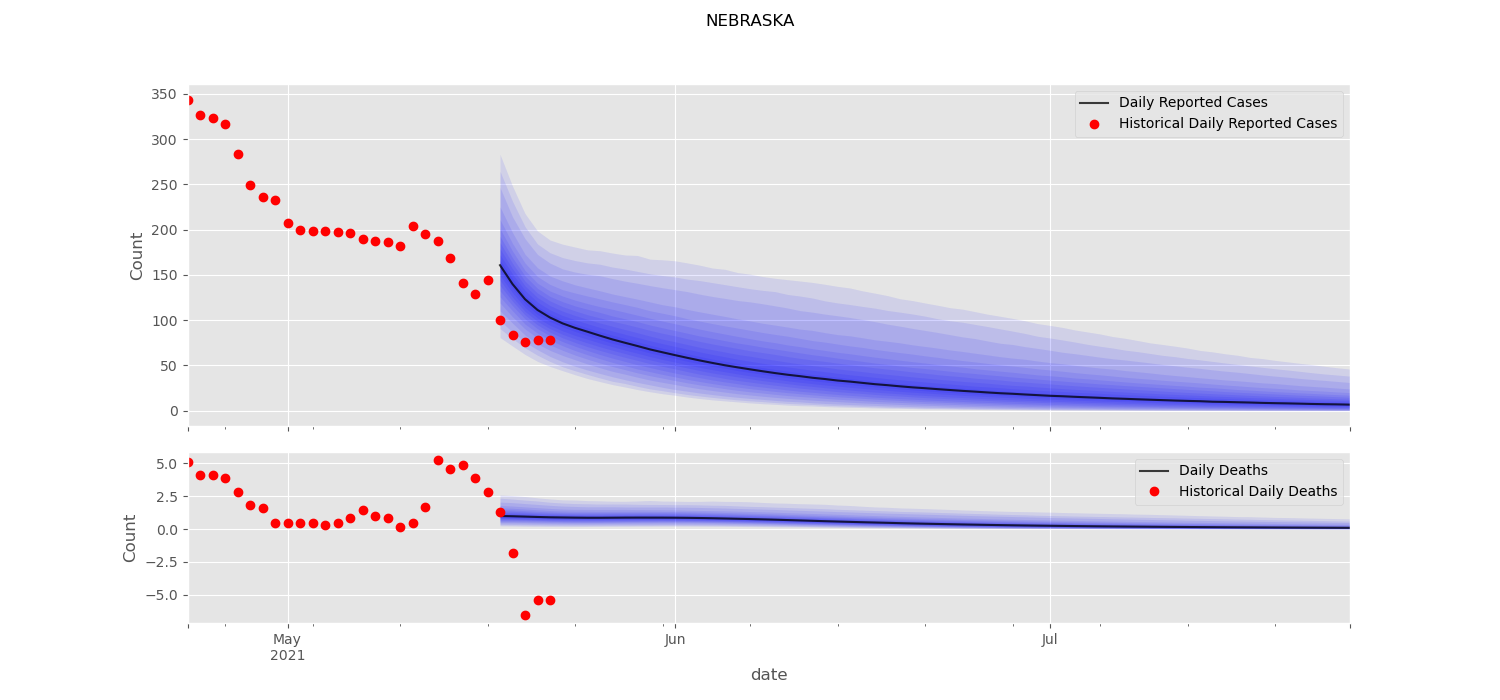 NEBRASKA
350
300
250
200
150
100
50
0
Count
Daily Reported Cases
Historical Daily Reported Cases
5.0
2.5
0.0
−2.5
−5.0
Count
Daily Deaths
Historical Daily Deaths
May
2021
Jun
Jul
date